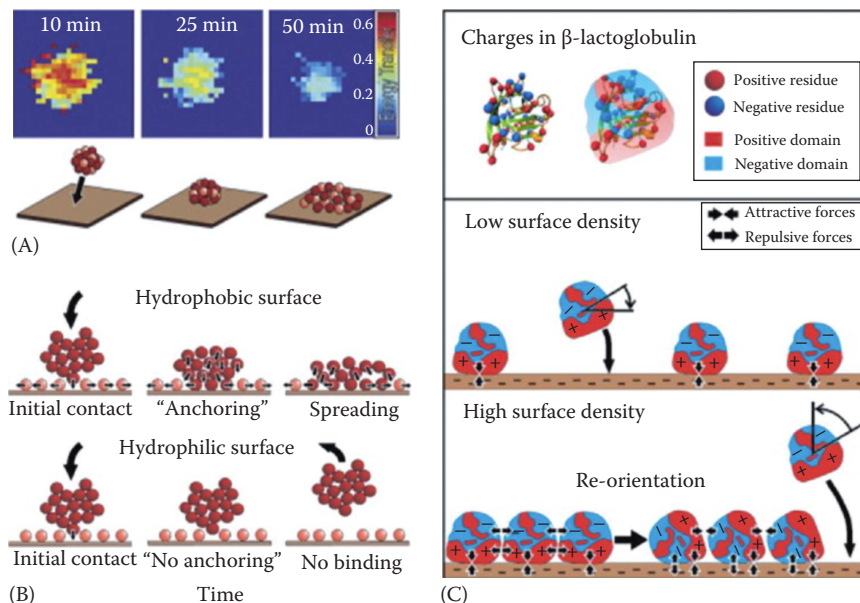 10 min
25 min
50 min
0.6
0.4
0.2
0
Energy Transfer
(A)
Hydrophobic surface
Initial contact
“Anchoring”
Spreading
Hydrophilic surface
Initial contact
“No anchoring”
No binding
(B)
Time
Charges in β-lactoglobulin
Positive residue
Negative residue
Positive domain
Negative domain
Low surface density
Attractive forces
Repulsive forces
High surface density
Re-orientation
(C)